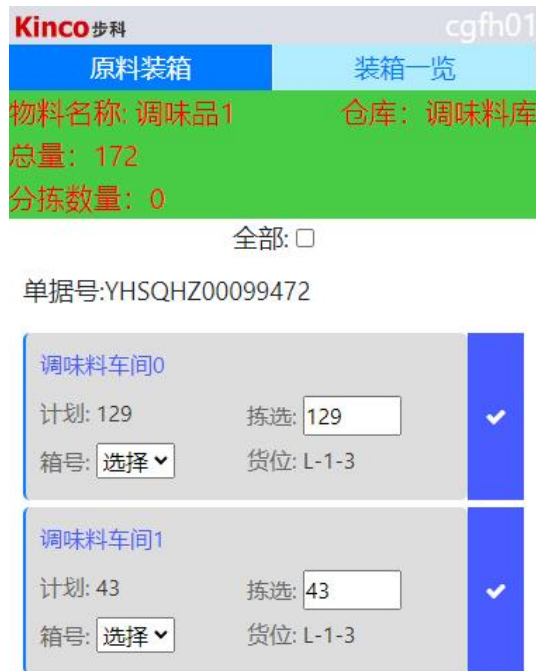 Kinco步科 cgfh01
原料装箱 装箱一览
物料名称: 调味品1 仓库：调味料库
总量：172
分拣数量：0
全部:
单据号:YHSQHZ00099472
调味料车间0
计划: 129 拣选: 129
箱号: 选择 货位: L-1-3
调味料车间1
计划: 43 拣选: 43
箱号: 选择 货位: L-1-3